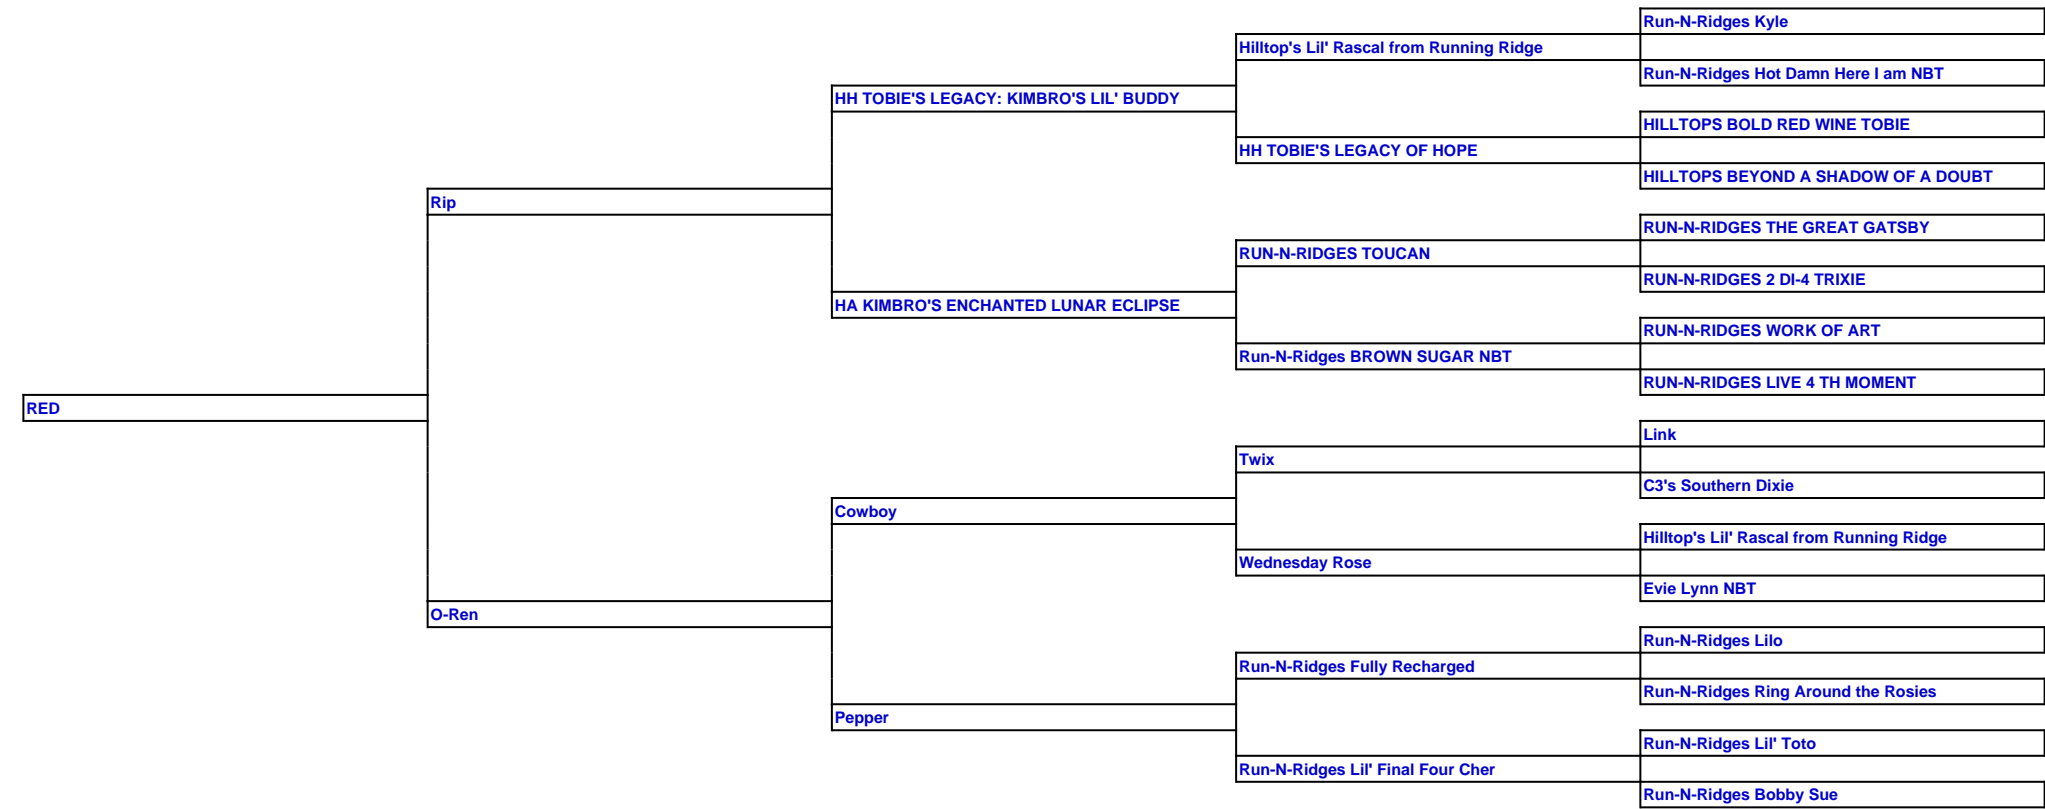 Run-N-Ridges Kyle
Hilltop's Lil' Rascal from Running Ridge
Run-N-Ridges Hot Damn Here I am NBT
HH TOBIE'S LEGACY: KIMBRO'S LIL' BUDDY
HILLTOPS BOLD RED WINE TOBIE
HH TOBIE'S LEGACY OF HOPE
HILLTOPS BEYOND A SHADOW OF A DOUBT
Rip
RUN-N-RIDGES THE GREAT GATSBY
RUN-N-RIDGES TOUCAN
RUN-N-RIDGES 2 DI-4 TRIXIE
HA KIMBRO'S ENCHANTED LUNAR ECLIPSE
RUN-N-RIDGES WORK OF ART
Run-N-Ridges BROWN SUGAR NBT
RUN-N-RIDGES LIVE 4 TH MOMENT
RED
Link
Twix
C3's Southern Dixie
Cowboy
Hilltop's Lil' Rascal from Running Ridge
Wednesday Rose
Evie Lynn NBT
O-Ren
Run-N-Ridges Lilo
Run-N-Ridges Fully Recharged
Run-N-Ridges Ring Around the Rosies
Pepper
Run-N-Ridges Lil' Toto
Run-N-Ridges Lil' Final Four Cher
Run-N-Ridges Bobby Sue